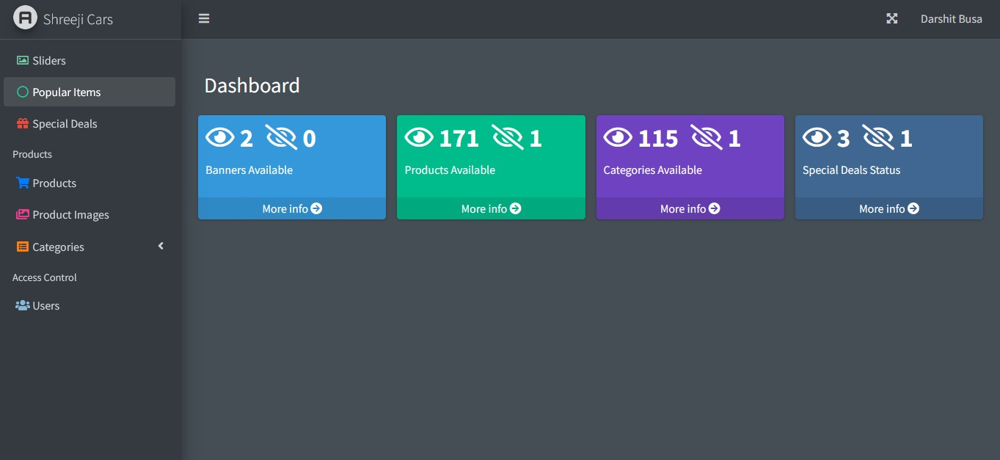 Shreeji Cars
Darshit Busa
Sliders
Popular Items
Special Deals
Products
Products
Product Images
Categories
Access Control
Users
Dashboard
2 0
Banners Available
More info
171 1
Products Available
More info
115 1
Categories Available
More info
3 1
Special Deals Status
More info